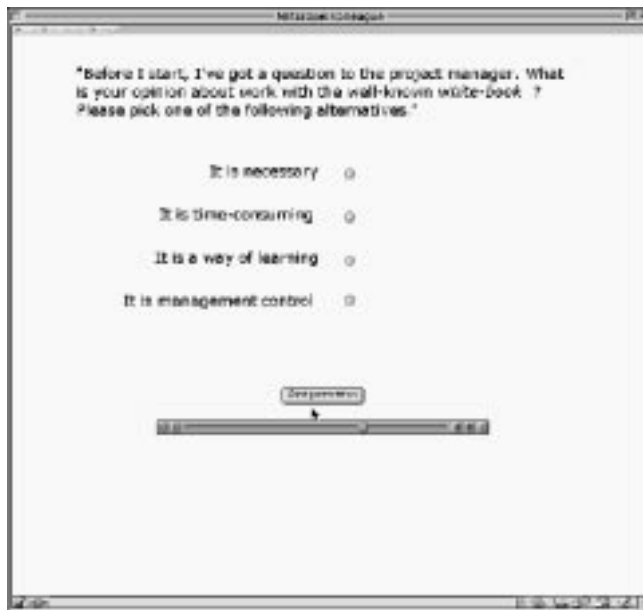 "Before I start, I've got a question to the project manager. What
is your opinion about work with the well-known white-book ?
Please pick one of the following alternatives."
It is necessary
It is time-consuming
It is a way of learning
It is management control